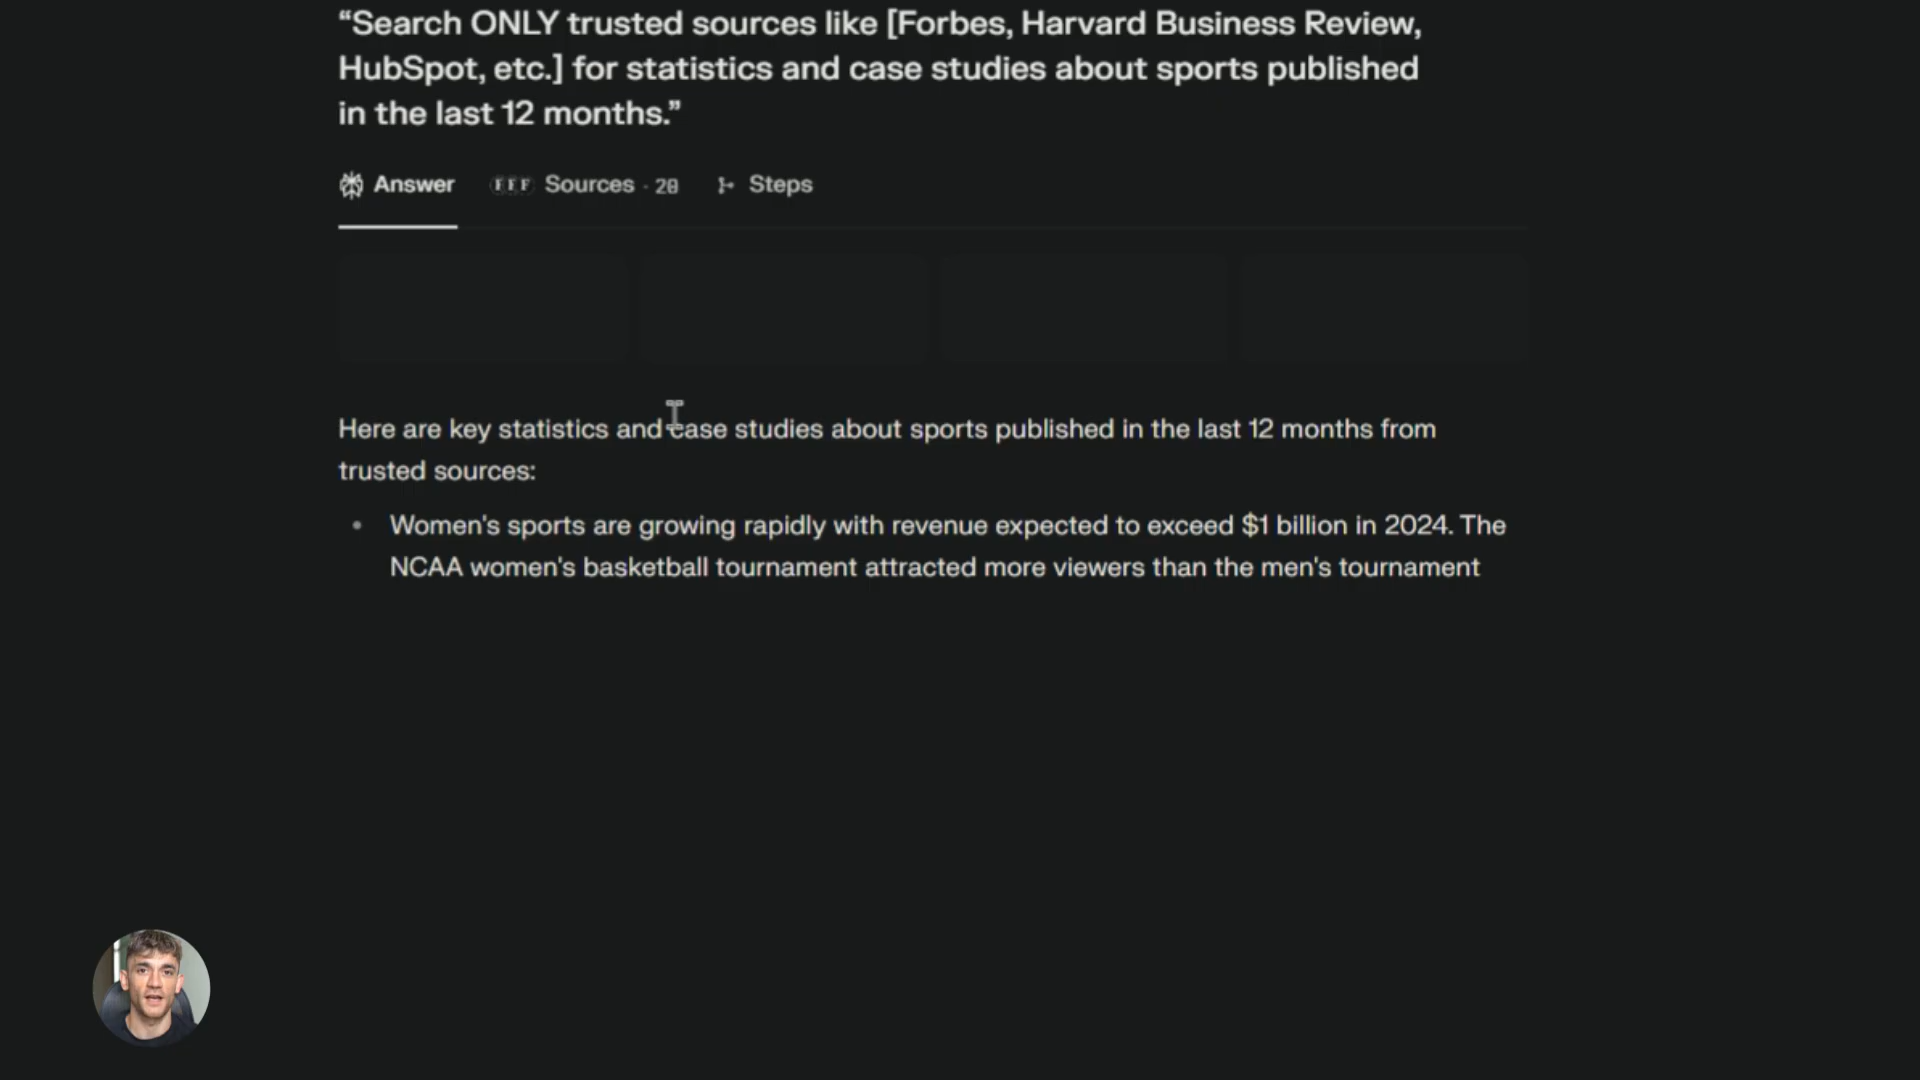 “Search ONLY trusted sources like [Forbes, Harvard Business Review,
HubSpot, etc.] for statistics and case studies about sports published
in the last 12 months.”
Answer
FFF Sources · 20
Steps
Here are key statistics and case studies about sports published in the last 12 months from
trusted sources:
• Women's sports are growing rapidly with revenue expected to exceed $1 billion in 2024. The
NCAA women's basketball tournament attracted more viewers than the men's tournament